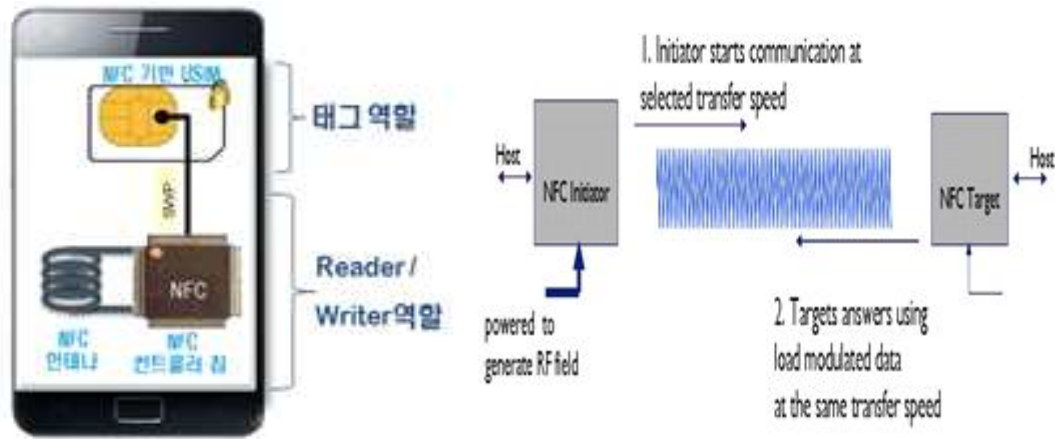 NFC 기반 USIM
태그 역할
SWP
NFC
Reader /
Writer역할
NFC
안테나
NFC
컨트롤러 칩
1. Initiator starts communication at
selected transfer speed
Host
NFC Initiator
Host
NFC Target
powered to
generate RF field
2. Targets answers using
load modulated data
at the same transfer speed